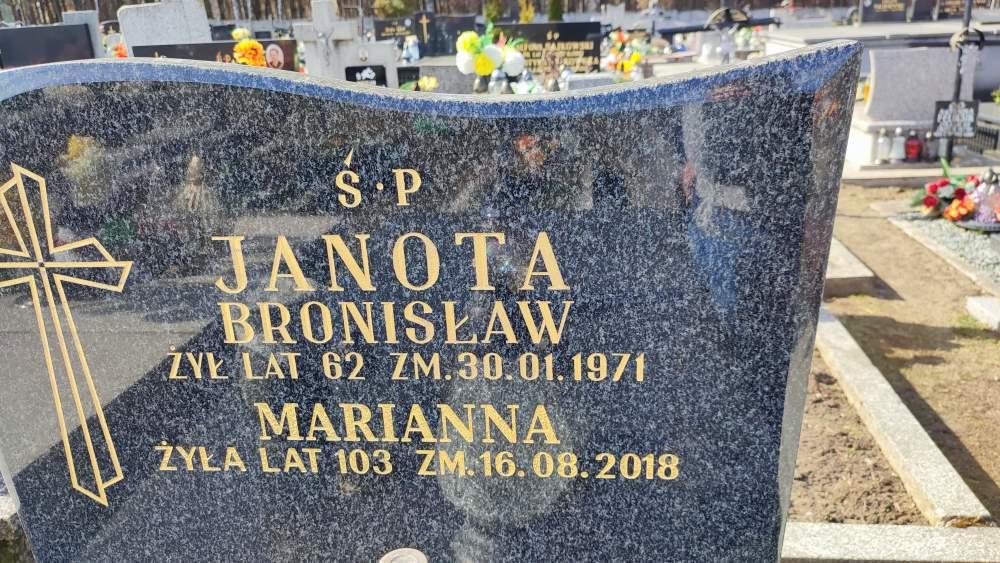 Ś·P
JANOTA
BRONISŁAW
ŻYŁ LAT 62 ZM.30.01.1971
MARIANNA
ŻYŁA LAT 103 ZM.16.08.2018